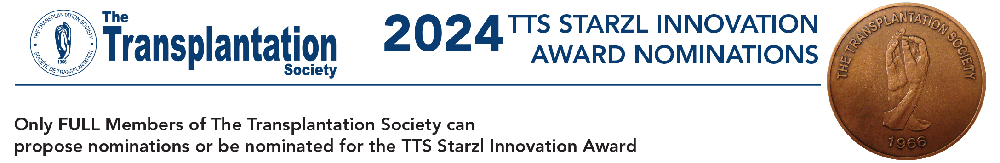 THE TRANSPLANTATION SOCIETY
1966
SOCIÉTÉ DE TRANSPLANTATION
The
Transplantation
Society
2024
TTS STARZL INNOVATION
AWARD NOMINATIONS
THE TRANSPLANTATION SOCIETY
1966
Only FULL Members of The Transplantation Society can
propose nominations or be nominated for the TTS Starzl Innovation Award